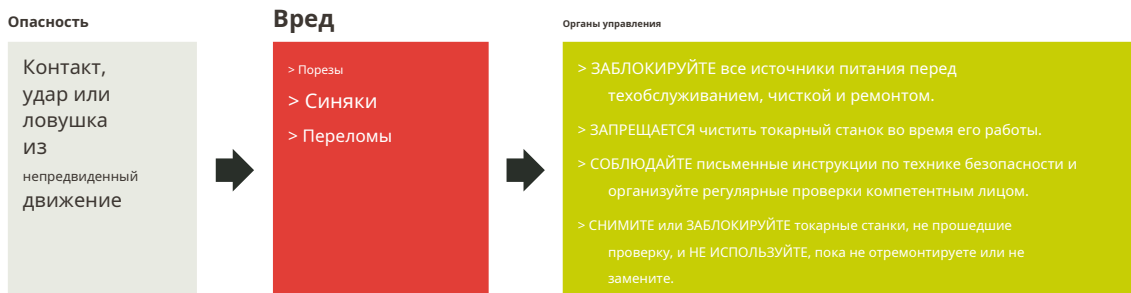 Опасность
Контакт,
удар или
ловушка
из
непредвиденный
движение
Вред
> Порезы
> Синяки
> Переломы
Органы управления
> ЗАБЛОКИРУЙТЕ все источники питания перед
техобслуживанием, чисткой и ремонтом.
> ЗАПРЕЩАЕТСЯ чистить токарный станок во время его работы.
> СОБЛЮДАЙТЕ письменные инструкции по технике безопасности и
организуйте регулярные проверки компетентным лицом.
> СНИМИТЕ или ЗАБЛОКИРУЙТЕ токарные станки, не прошедшие
проверку, и НЕ ИСПОЛЬЗУЙТЕ, пока не отремонтируете или не
замените.